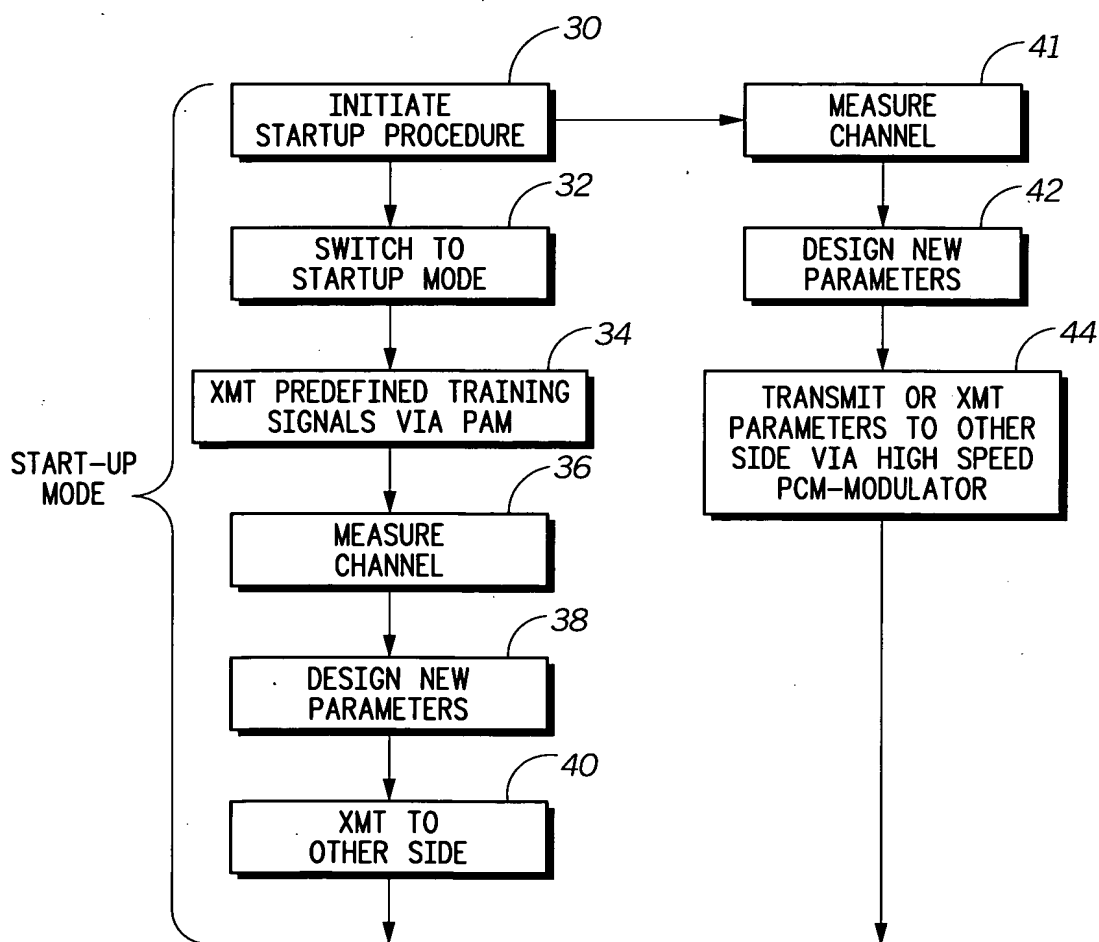 30
INITIATE
STARTUP PROCEDURE
32
SWITCH TO
STARTUP MODE
34
XMT PREDEFINED TRAINING
SIGNALS VIA PAM
START-UP
MODE
36
MEASURE
CHANNEL
38
DESIGN NEW
PARAMETERS
40
XMT TO
OTHER SIDE
41
MEASURE
CHANNEL
42
DESIGN NEW
PARAMETERS
44
TRANSMIT OR XMT
PARAMETERS TO OTHER
SIDE VIA HIGH SPEED
PCM-MODULATOR